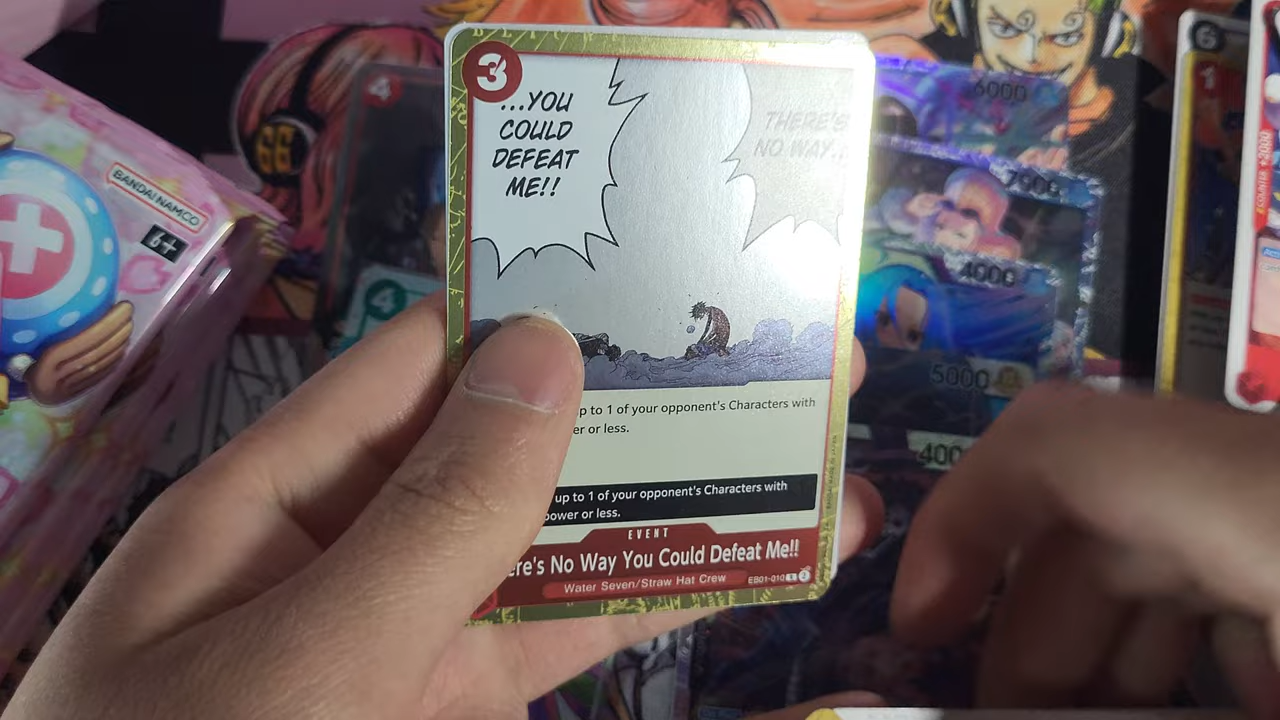 3
...YOU
COULD
DEFEAT
ME!!
THERE'S
NO WAY...
up to 1 of your opponent's Characters with
er or less.
up to 1 of your opponent's Characters with
power or less.
EVENT
ere's No Way You Could Defeat Me!!
Water Seven/Straw Hat Crew
EB01-010 R 2
BANDAI NAMCO
6+
4
4
6000
7000
4000
5000
400
6
1
COUNTER +2000